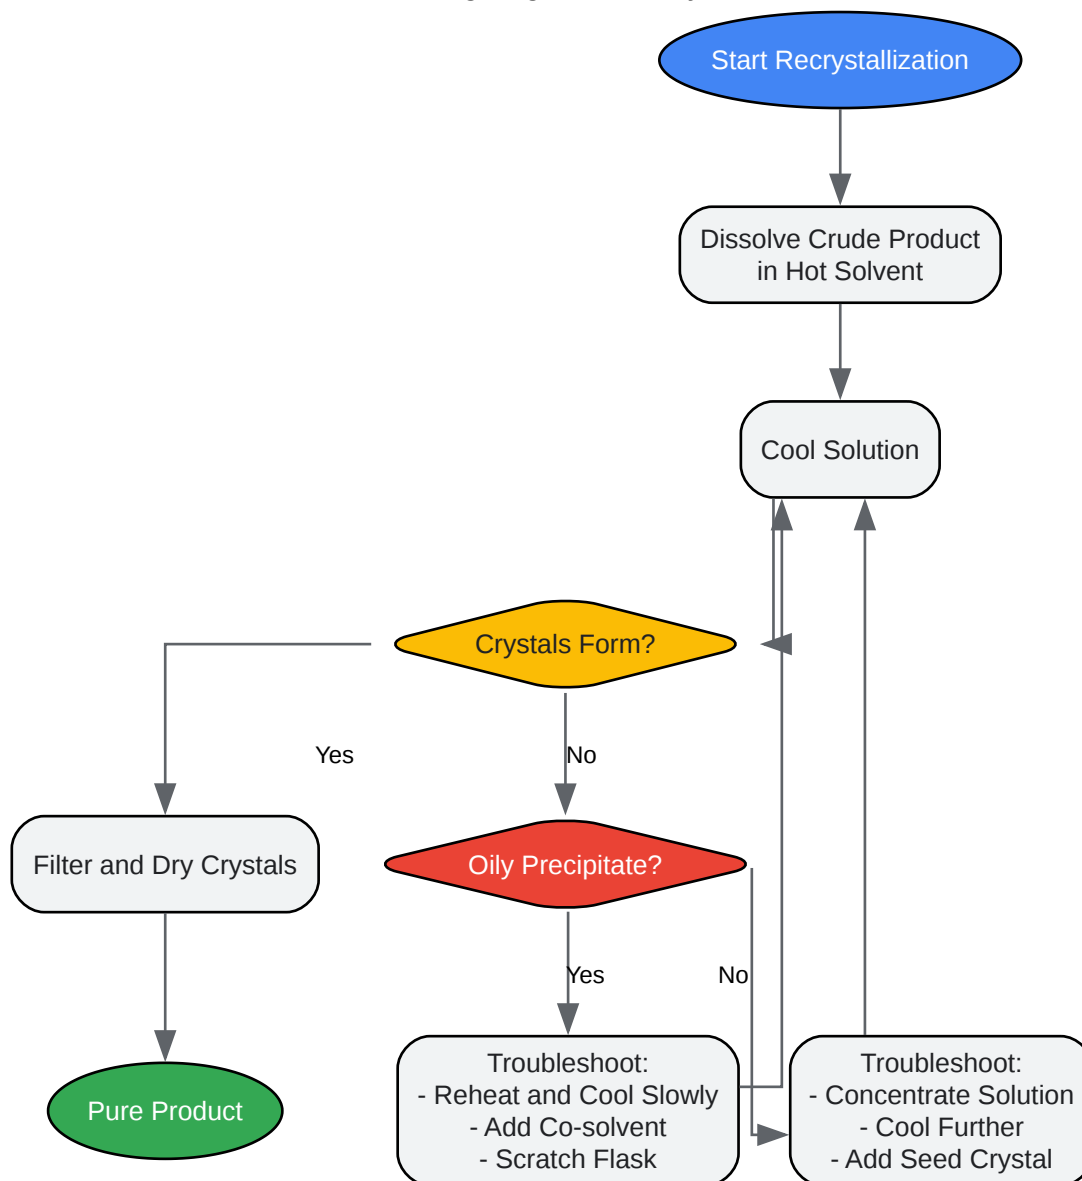 Start Recrystallization
Dissolve Crude Product
in Hot Solvent
Cool Solution
Crystals Form?
Yes
No
Filter and Dry Crystals
Oily Precipitate?
Yes
No
Pure Product
Troubleshoot:
- Reheat and Cool Slowly
- Add Co-solvent
- Scratch Flask
Troubleshoot:
- Concentrate Solution
- Cool Further
- Add Seed Crystal